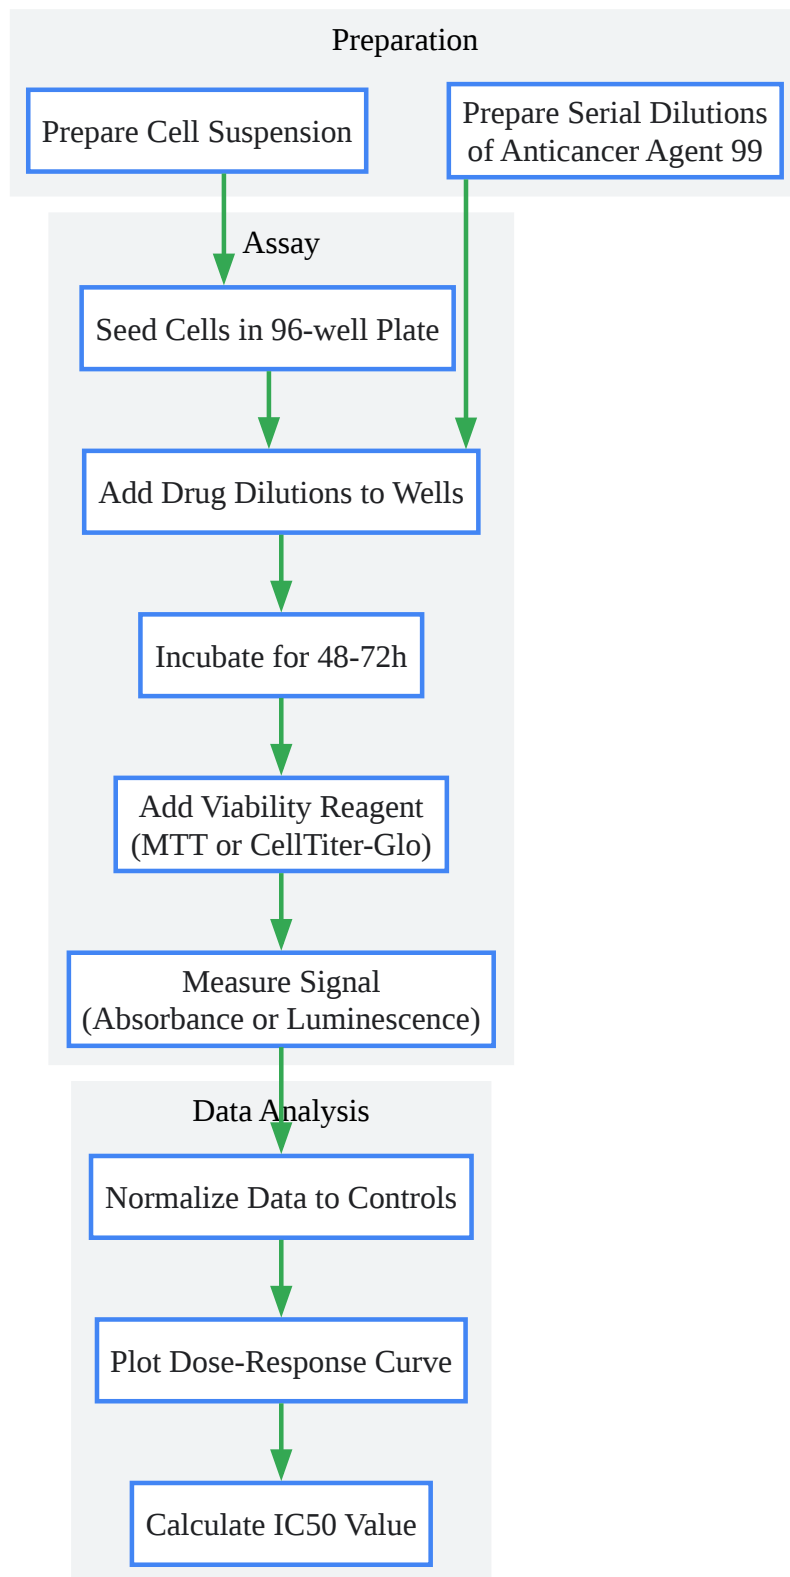 Preparation
Prepare Cell Suspension
Prepare Serial Dilutions
of Anticancer Agent 99
Assay
Seed Cells in 96-well Plate
Add Drug Dilutions to Wells
Incubate for 48-72h
Add Viability Reagent
(MTT or CellTiter-Glo)
Measure Signal
(Absorbance or Luminescence)
Data Analysis
Normalize Data to Controls
Plot Dose-Response Curve
Calculate IC50 Value